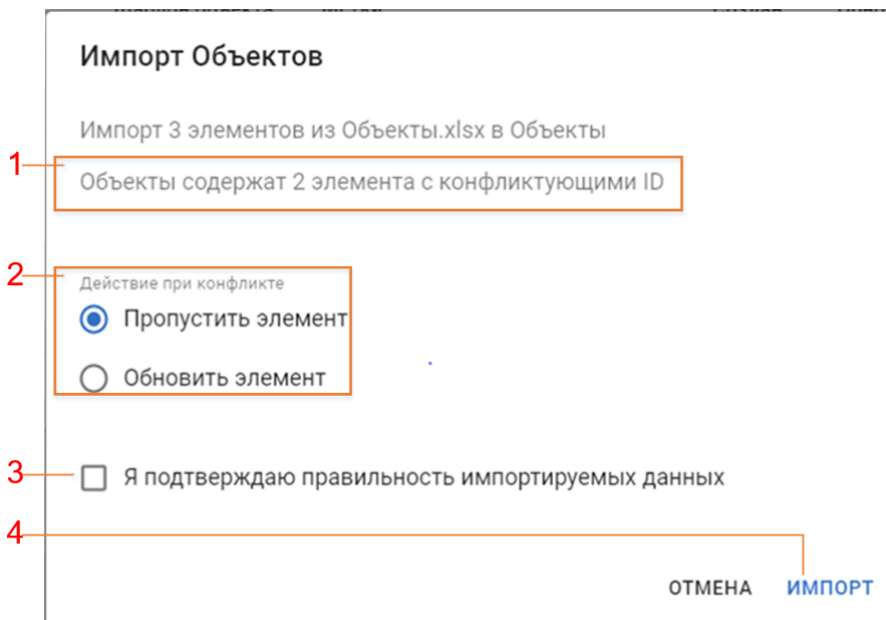 Импорт Объектов
Импорт 3 элементов из Объекты.xlsx в Объекты
1
Объекты содержат 2 элемента с конфликтующими ID
2
Действие при конфликте
Пропустить элемент
Обновить элемент
3
Я подтверждаю правильность импортируемых данных
4
ОТМЕНА ИМПОРТ